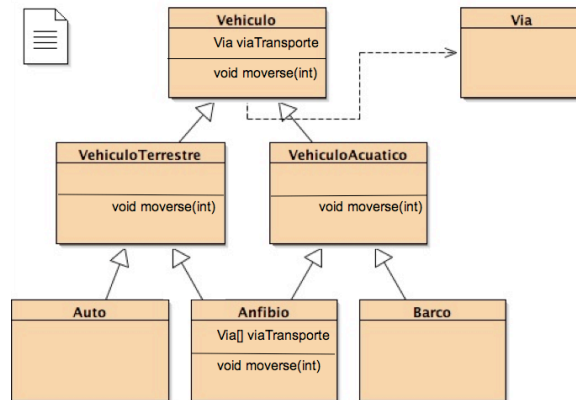 Vehiculo
Via viaTransporte
void moverse(int)
Via
VehiculoTerrestre
void moverse(int)
VehiculoAcuatico
void moverse(int)
Auto
Anfibio
Via[] viaTransporte
void moverse(int)
Barco